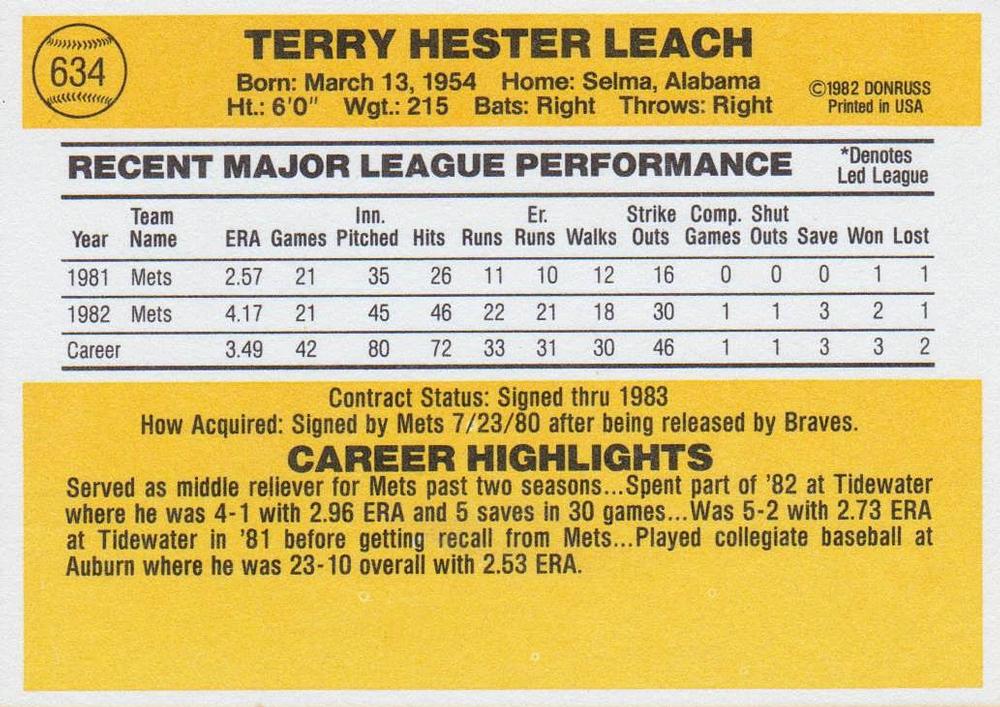 634
TERRY HESTER LEACH
Born: March 13, 1954 Home: Selma, Alabama
Ht.: 6'0" Wgt.: 215 Bats: Right Throws: Right
©1982 DONRUSS
Printed in USA
RECENT MAJOR LEAGUE PERFORMANCE
*Denotes
Led League
Year Team Name ERA Games Inn. Pitched Hits Runs Er. Runs Walks Strike Outs Comp. Games Shut Outs Save Won Lost
1981 Mets 2.57 21 35 26 11 10 12 16 0 0 0 1 1
1982 Mets 4.17 21 45 46 22 21 18 30 1 1 3 2 1
Career 3.49 42 80 72 33 31 30 46 1 1 3 3 2
Contract Status: Signed thru 1983
How Acquired: Signed by Mets 7/23/80 after being released by Braves.
CAREER HIGHLIGHTS
Served as middle reliever for Mets past two seasons...Spent part of '82 at Tidewater
where he was 4-1 with 2.96 ERA and 5 saves in 30 games...Was 5-2 with 2.73 ERA
at Tidewater in '81 before getting recall from Mets...Played collegiate baseball at
Auburn where he was 23-10 overall with 2.53 ERA.